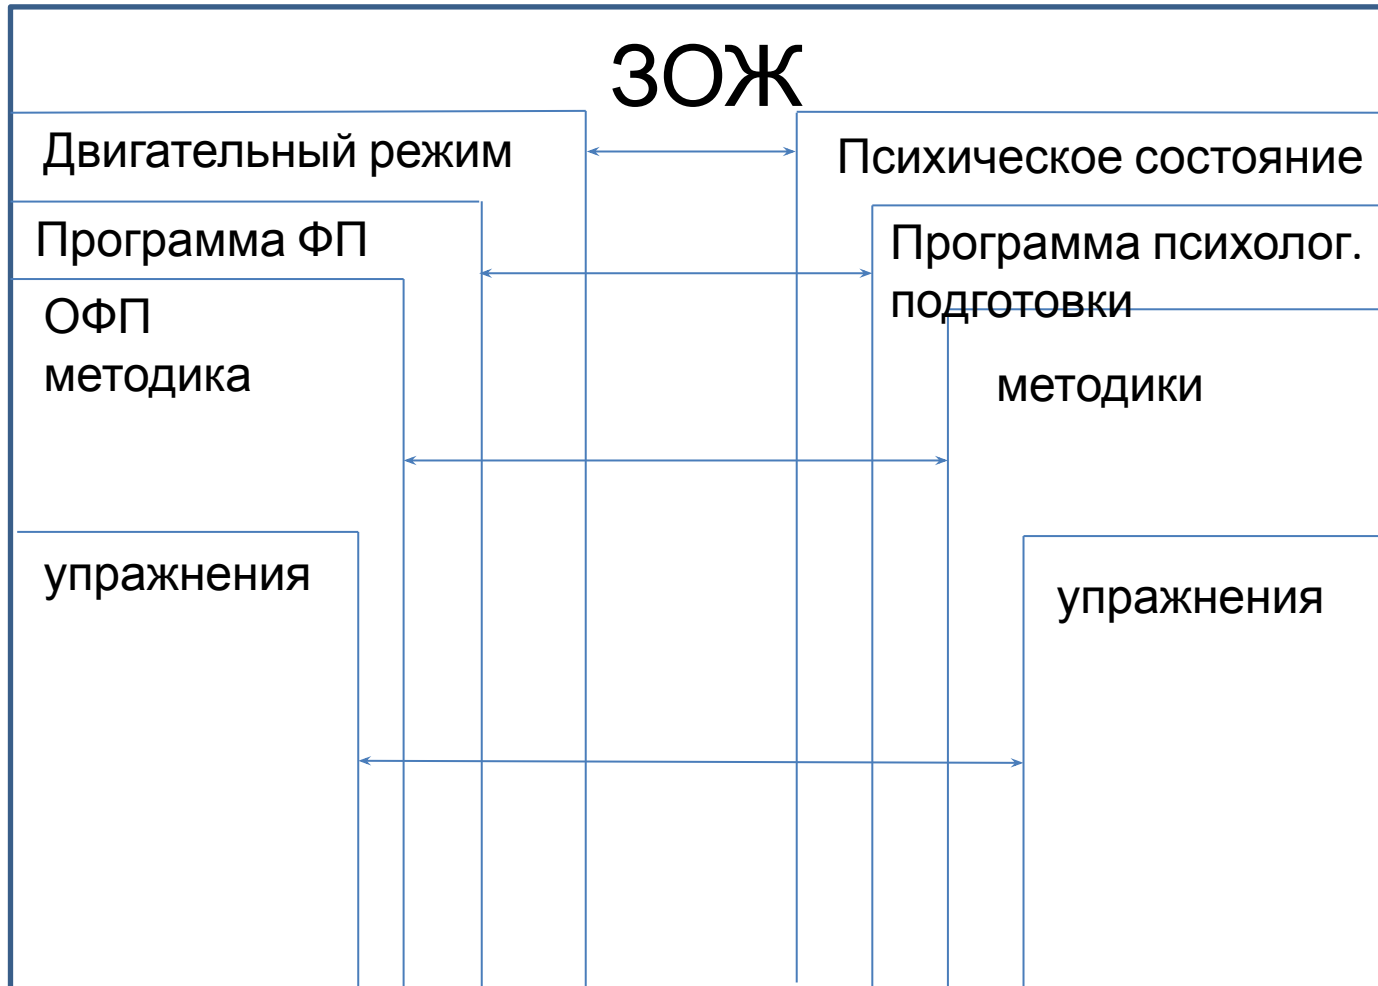 ЗОЖ
Двигательный режим
Психическое состояние
Программа ФП
Программа психолог.
подготовки
ОФП
методика
методики
упражнения
упражнения